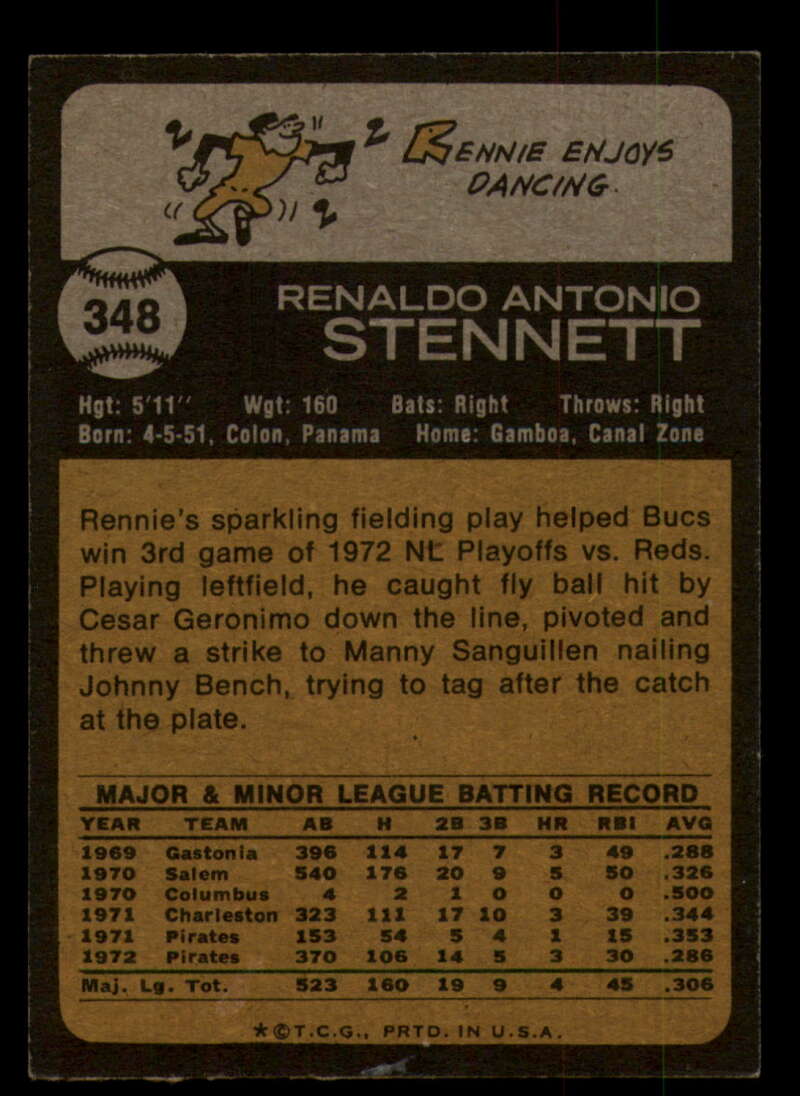 RENNIE ENJOYS
DANCING.
348
RENALDO ANTONIO
STENNETT
Hgt: 5'11" Wgt: 160 Bats: Right Throws: Right
Born: 4-5-51, Colon, Panama Home: Gamboa, Canal Zone
Rennie's sparkling fielding play helped Bucs
win 3rd game of 1972 NL Playoffs vs. Reds.
Playing leftfield, he caught fly ball hit by
Cesar Geronimo down the line, pivoted and
threw a strike to Manny Sanguillen nailing
Johnny Bench, trying to tag after the catch
at the plate.
MAJOR & MINOR LEAGUE BATTING RECORD
YEAR TEAM AB H 2B 3B HR RBI AVG
1969 Gastonia 396 114 17 7 3 49 .288
1970 Salem 540 176 20 9 5 50 .326
1970 Columbus 4 2 1 0 0 0 .500
1971 Charleston 323 111 17 10 3 39 .344
1971 Pirates 153 54 5 4 1 15 .353
1972 Pirates 370 106 14 5 3 30 .286
Maj. Lg. Tot. 523 160 19 9 4 45 .306
★©T.C.G., PRTD. IN U.S.A.